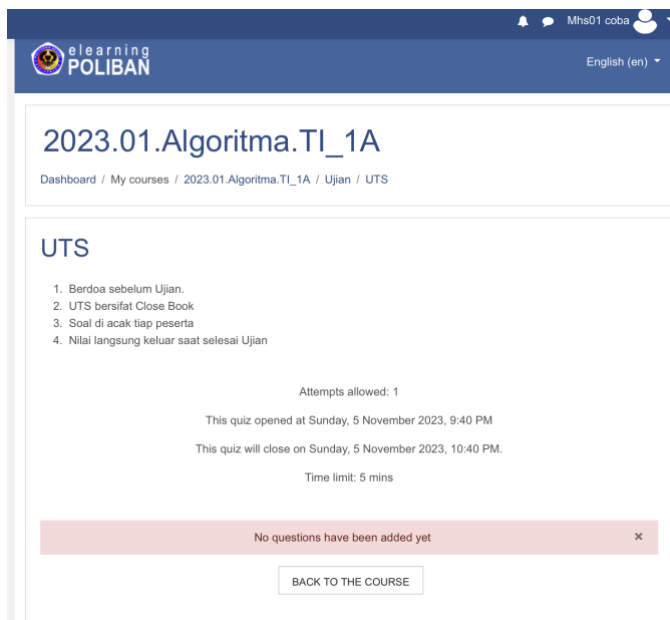 Mhs01 coba
elearning
POLIBAN
English (en)
2023.01.Algoritma.TI_1A
Dashboard / My courses / 2023.01.Algoritma.TI_1A / Ujian / UTS
UTS
1. Berdoa sebelum Ujian.
2. UTS bersifat Close Book
3. Soal di acak tiap peserta
4. Nilai langsung keluar saat selesai Ujian
Attempts allowed: 1
This quiz opened at Sunday, 5 November 2023, 9:40 PM
This quiz will close on Sunday, 5 November 2023, 10:40 PM.
Time limit: 5 mins
No questions have been added yet ×
BACK TO THE COURSE